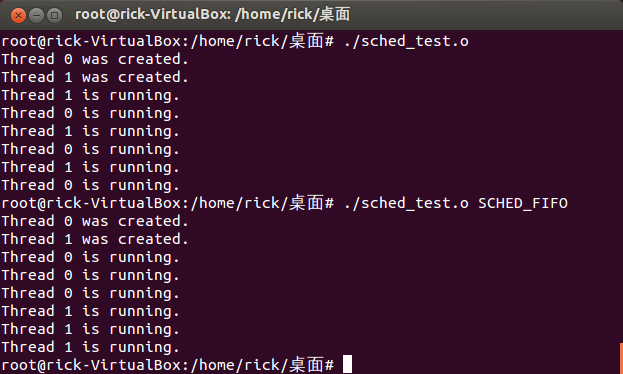 root@rick-VirtualBox: /home/rick/桌面
root@rick-VirtualBox:/home/rick/桌面# ./sched_test.o
Thread 0 was created.
Thread 1 was created.
Thread 1 is running.
Thread 0 is running.
Thread 1 is running.
Thread 0 is running.
Thread 1 is running.
Thread 0 is running.
root@rick-VirtualBox:/home/rick/桌面# ./sched_test.o SCHED_FIFO
Thread 0 was created.
Thread 1 was created.
Thread 0 is running.
Thread 0 is running.
Thread 0 is running.
Thread 1 is running.
Thread 1 is running.
Thread 1 is running.
root@rick-VirtualBox:/home/rick/桌面#